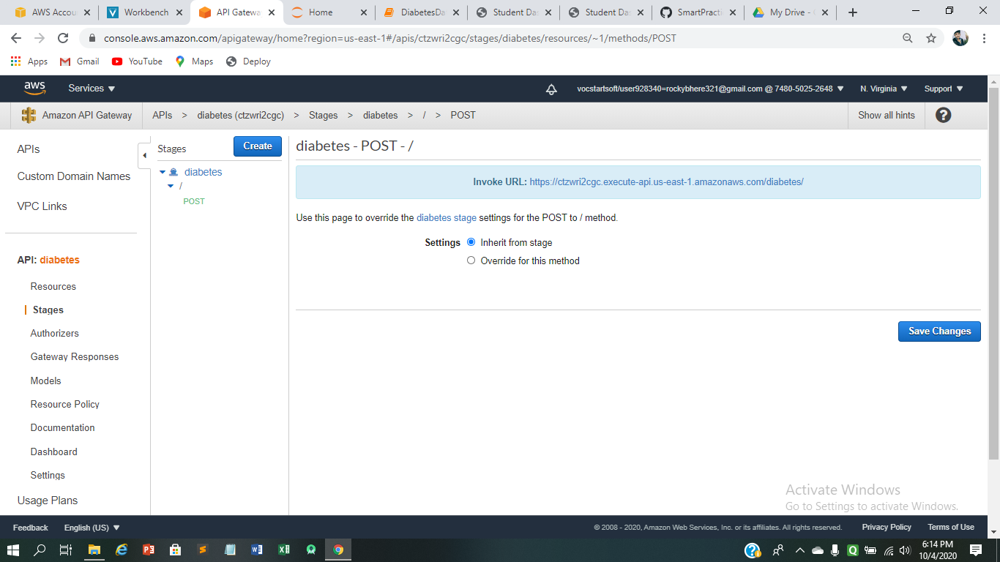 AWS Accou
Workbench
API Gatewa
Home
DiabetesDa
Student Das
Student Das
SmartPracti
My Drive -
console.aws.amazon.com/apigateway/home?region=us-east-1#/apis/ctzwri2cgc/stages/diabetes/resources/~1/methods/POST
Apps
Gmail
YouTube
Maps
Deploy
aws
Services
vocstartsoft/user928340=rockybhere321@gmail.com @ 7480-5025-2648
N. Virginia
Support
Amazon API Gateway
APIs > diabetes (ctzwri2cgc) > Stages > diabetes > / > POST
Show all hints
APIs
Custom Domain Names
VPC Links
API: diabetes
Resources
Stages
Authorizers
Gateway Responses
Models
Resource Policy
Documentation
Dashboard
Settings
Usage Plans
Stages
Create
diabetes
/
POST
diabetes - POST - /
Invoke URL: https://ctzwri2cgc.execute-api.us-east-1.amazonaws.com/diabetes/
Use this page to override the diabetes stage settings for the POST to / method.
Settings
Inherit from stage
Override for this method
Save Changes
Activate Windows
Go to Settings to activate Windows.
Feedback
English (US)
© 2008 - 2020, Amazon Web Services, Inc. or its affiliates. All rights reserved.
Privacy Policy
Terms of Use
6:14 PM
10/4/2020